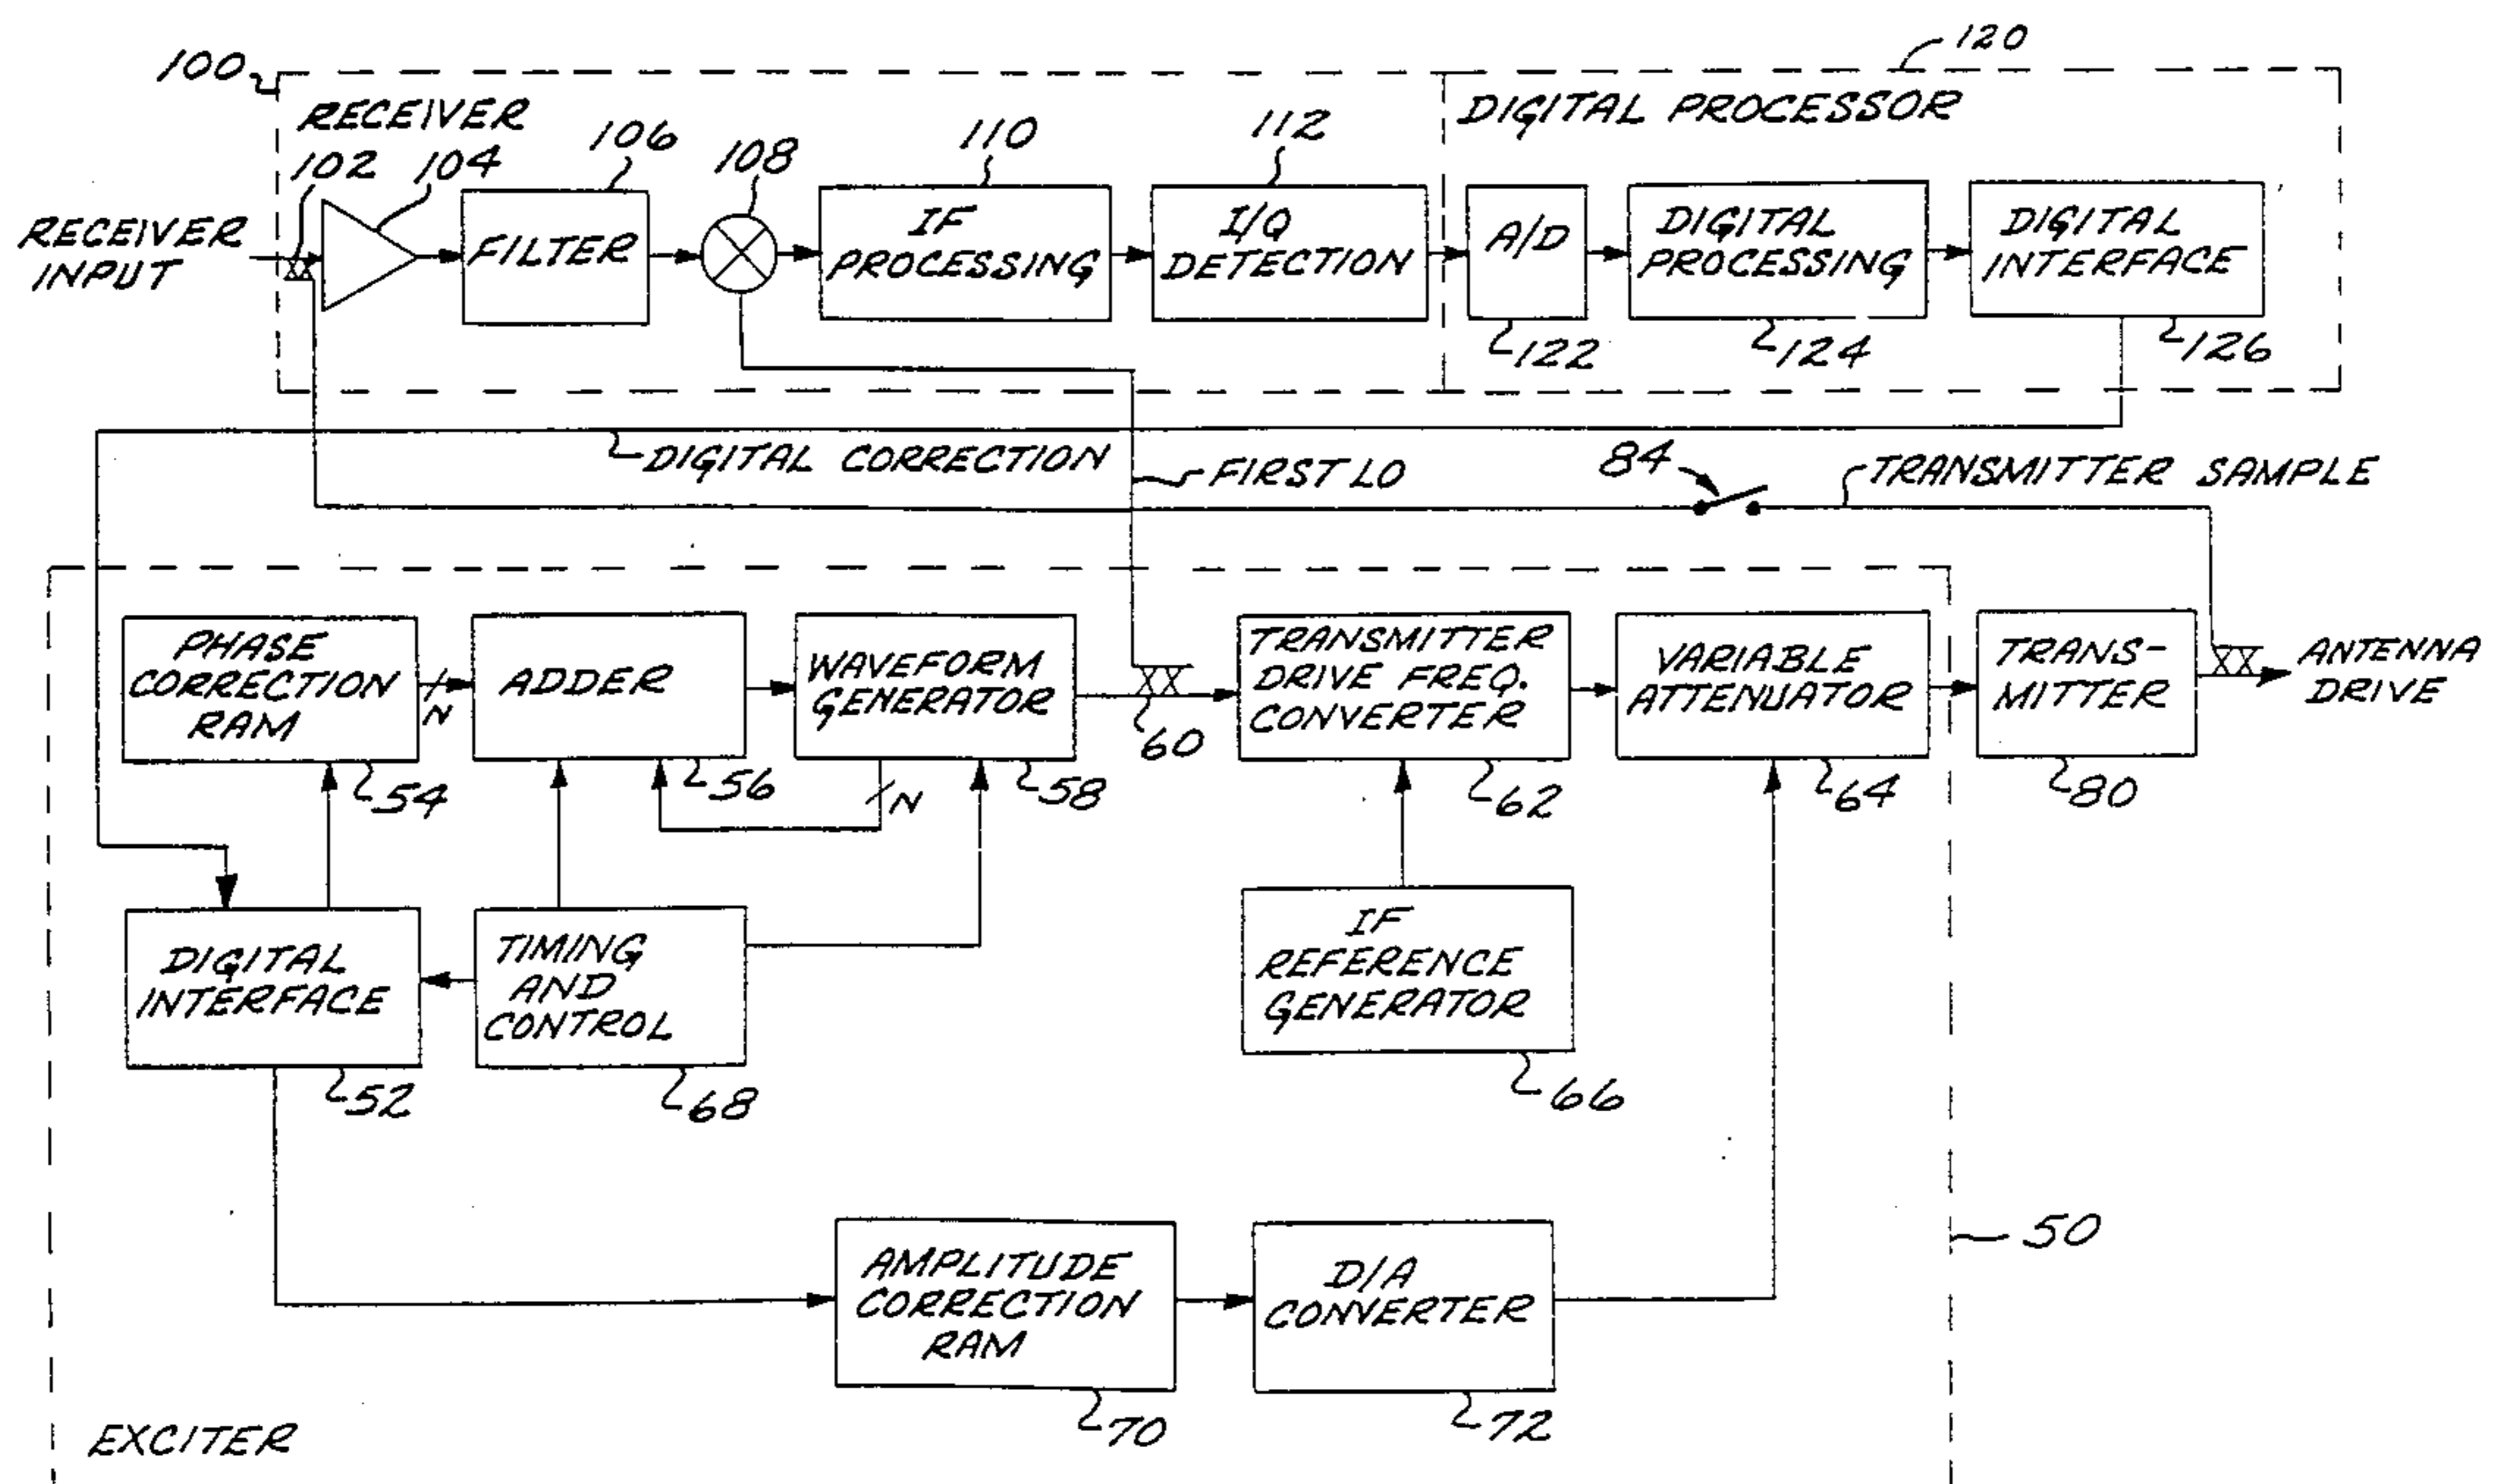 100
120
RECEIVER
DIGITAL PROCESSOR
102
104
106
108
110
112
RECEIVER
INPUT
FILTER
IF
PROCESSING
I/Q
DETECTION
A/D
DIGITAL
PROCESSING
DIGITAL
INTERFACE
122
124
126
DIGITAL CORRECTION
FIRST LO
84
TRANSMITTER SAMPLE
PHASE
CORRECTION
RAM
N
ADDER
WAVEFORM
GENERATOR
TRANSMITTER
DRIVE FREQ.
CONVERTER
VARIABLE
ATTENUATOR
TRANS-
MITTER
ANTENNA
DRIVE
54
56
N
58
60
62
64
80
DIGITAL
INTERFACE
TIMING
AND
CONTROL
IF
REFERENCE
GENERATOR
52
68
66
50
AMPLITUDE
CORRECTION
RAM
D/A
CONVERTER
70
72
EXCITER